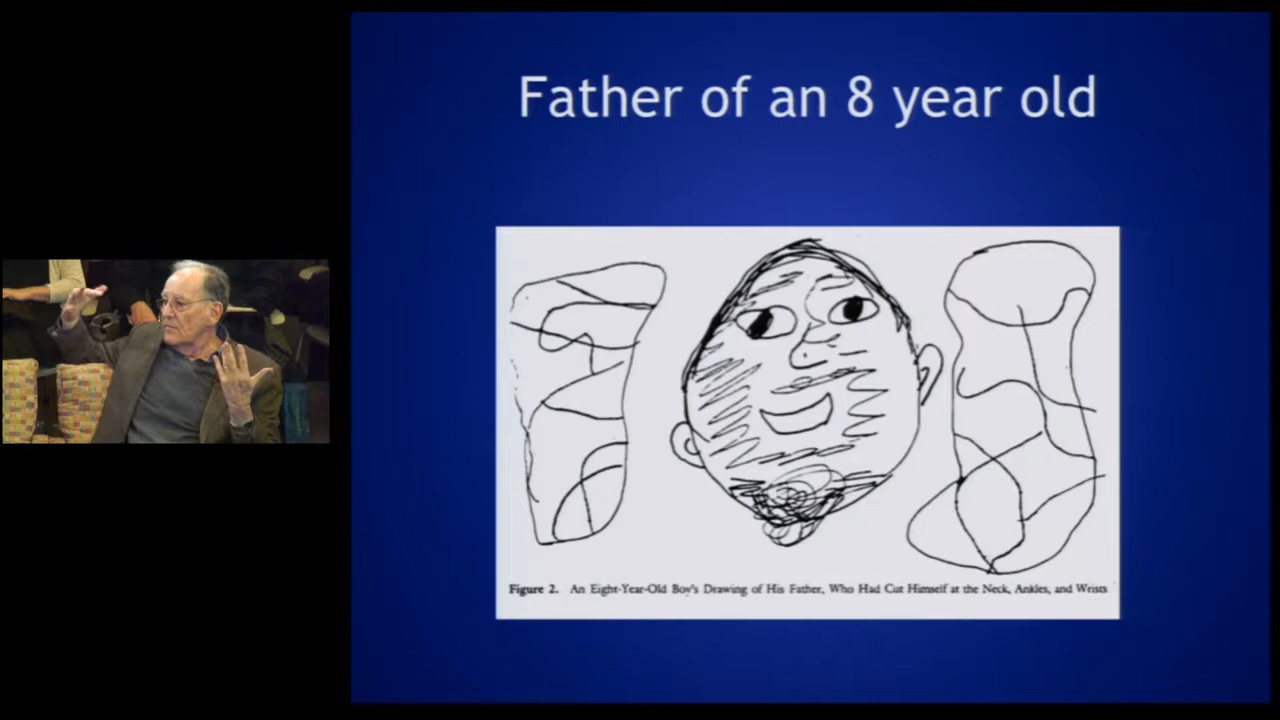 Father of an 8 year old
Figure 2. An Eight-Year-Old Boy's Drawing of His Father, Who Had Cut Himself at the Neck, Ankles, and Wrists